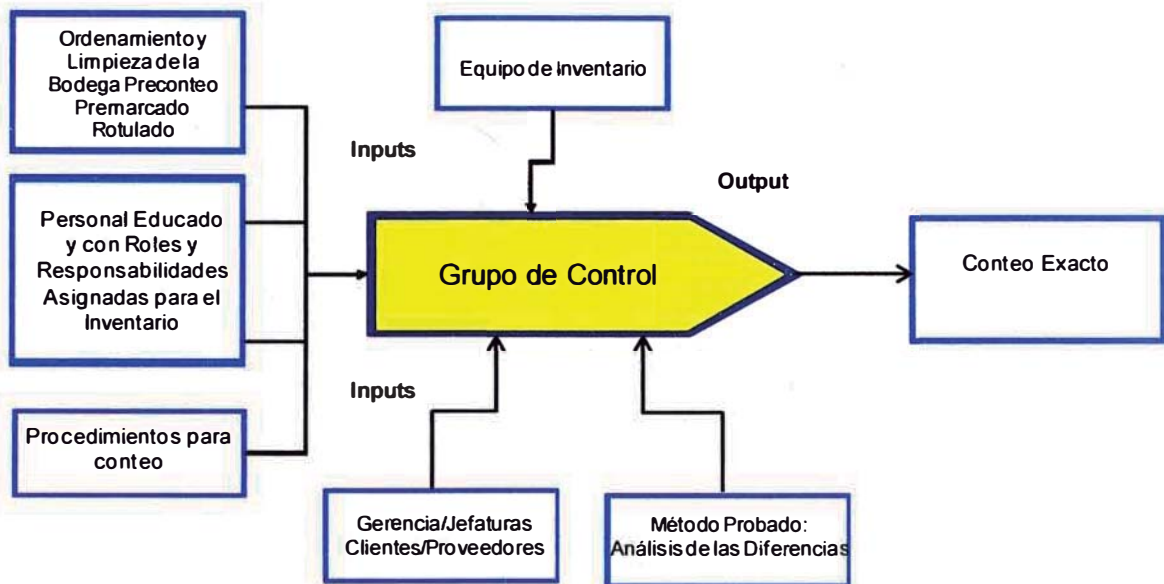 Ordenamiento y
Limpieza de la
Bodega Preconteo
Premarcado
Rotulado
Equipo de Inventario
Inputs
Output
Personal Educado
y con Roles y
Responsabilidades
Asignadas para el
Inventario
Grupo de Control
Conteo Exacto
Inputs
Procedimientos para
conteo
Gerencia/Jefaturas
Clientes/Proveedores
Método Probado:
Análisis de las Diferencias